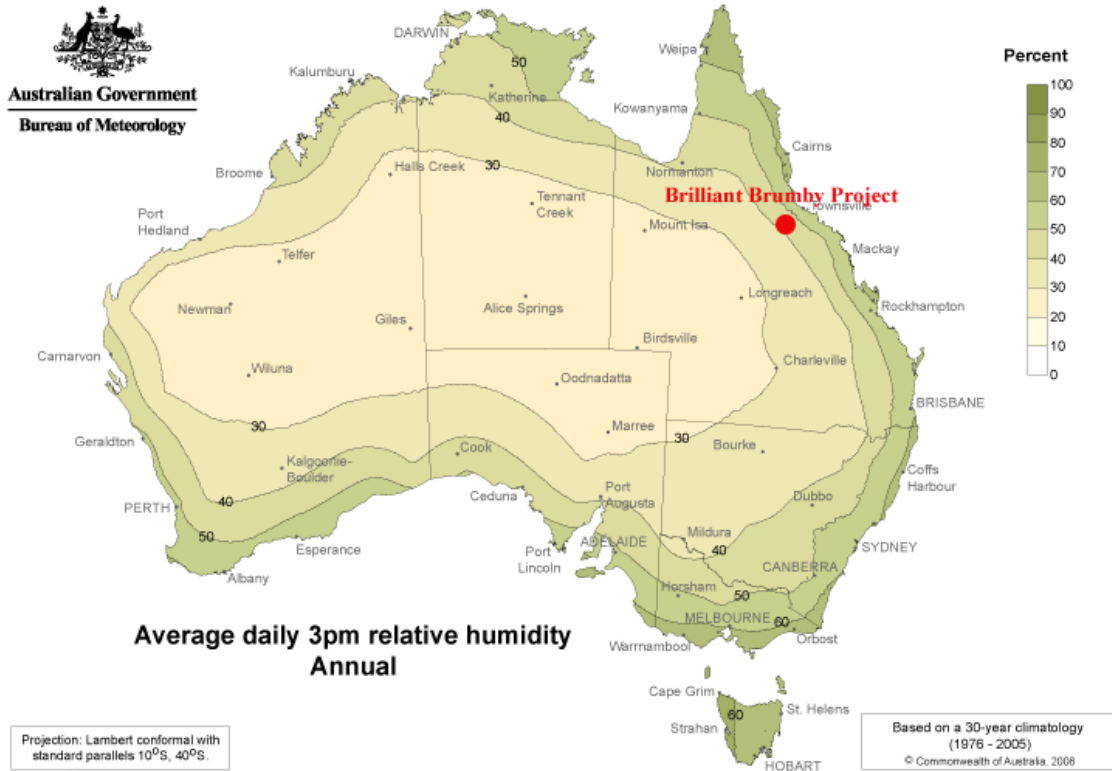 Australian Government
Bureau of Meteorology
DARWIN
Kalumburu
Katherine
50
40
30
Weipa
Kowanyama
Cairns
Normanton
Broome
Halls Creek
Tennant
Creek
Brilliant Brumby Project
Townsville
Mount Isa
Port
Hedland
Mackay
Telfer
Newman
Alice Springs
Longreach
Rockhampton
Giles
Birdsville
Carnarvon
Wiluna
Oodnadatta
Charleville
BRISBANE
30
Marree
30
Bourke
Geraldton
Kalgoorlie-
Boulder
Cook
Coffs
Harbour
40
PERTH
Ceduna
Port
Augusta
Dubbo
50
Mildura
40
SYDNEY
Esperance
Port
Lincoln
ADELAIDE
CANBERRA
Albany
Horsham
50
MELBOURNE
60
Orbost
Warrnambool
Cape Grim
St. Helens
Strahan
60
HOBART
Percent
100
90
80
70
60
50
40
30
20
10
0
Average daily 3pm relative humidity
Annual
Projection: Lambert conformal with
standard parallels 10°S, 40°S.
Based on a 30-year climatology
(1976 - 2005)
© Commonwealth of Australia, 2008